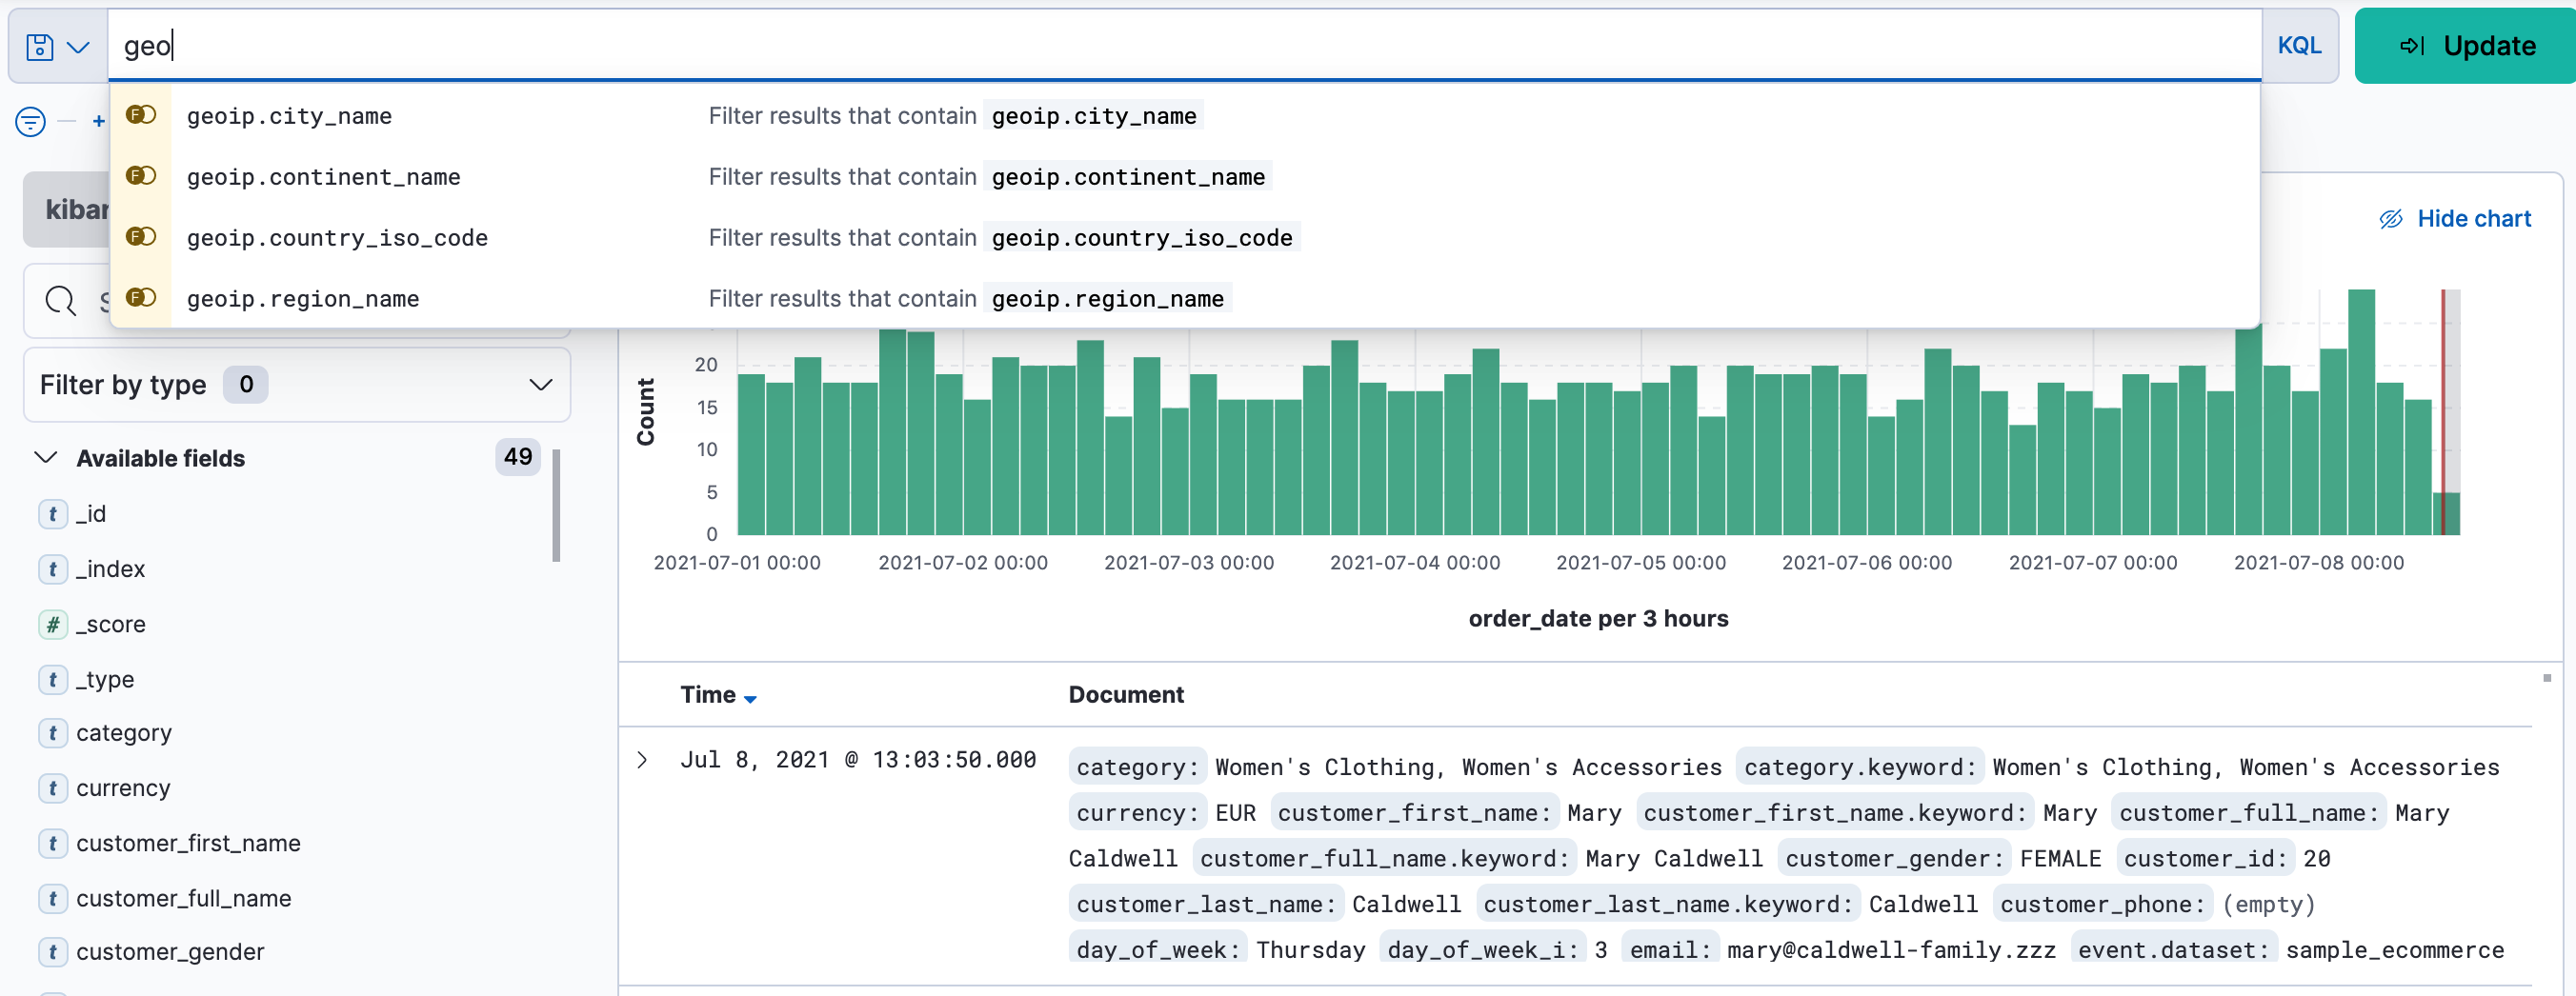 geo KQL Update
geoip.city_name Filter results that contain geoip.city_name
geoip.continent_name Filter results that contain geoip.continent_name
geoip.country_iso_code Filter results that contain geoip.country_iso_code
geoip.region_name Filter results that contain geoip.region_name
Hide chart
Filter by type 0
Available fields 49
_id
_index
# _score
_type
category
currency
customer_first_name
customer_full_name
customer_gender
Count
20
15
10
5
0
2021-07-01 00:00 2021-07-02 00:00 2021-07-03 00:00 2021-07-04 00:00 2021-07-05 00:00 2021-07-06 00:00 2021-07-07 00:00 2021-07-08 00:00
order_date per 3 hours
Time Document
Jul 8, 2021 @ 13:03:50.000 category: Women's Clothing, Women's Accessories category.keyword: Women's Clothing, Women's Accessories
currency: EUR customer_first_name: Mary customer_first_name.keyword: Mary customer_full_name: Mary
Caldwell customer_full_name.keyword: Mary Caldwell customer_gender: FEMALE customer_id: 20
customer_last_name: Caldwell customer_last_name.keyword: Caldwell customer_phone: (empty)
day_of_week: Thursday day_of_week_i: 3 email: mary@caldwell-family.zzz event.dataset: sample_ecommerce